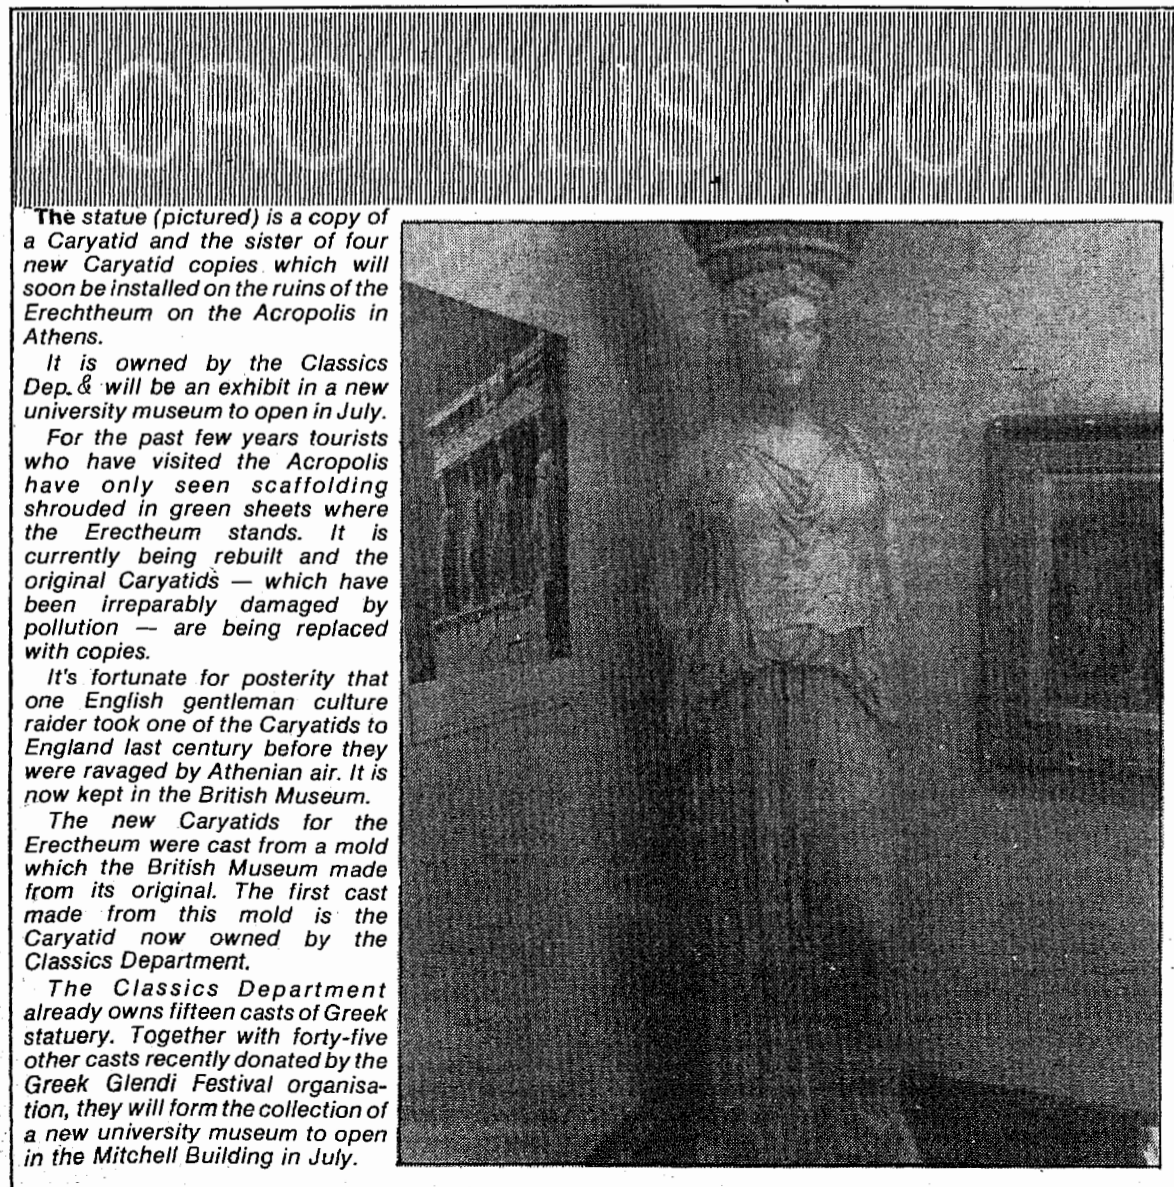 ACROPOLIS COPY
The statue (pictured) is a copy of
a Caryatid and the sister of four
new Caryatid copies which will
soon be installed on the ruins of the
Erechtheum on the Acropolis in
Athens.
It is owned by the Classics
Dep. & will be an exhibit in a new
university museum to open in July.
For the past few years tourists
who have visited the Acropolis
have only seen scaffolding
shrouded in green sheets where
the Erectheum stands. It is
currently being rebuilt and the
original Caryatids — which have
been irreparably damaged by
pollution — are being replaced
with copies.
It's fortunate for posterity that
one English gentleman culture
raider took one of the Caryatids to
England last century before they
were ravaged by Athenian air. It is
now kept in the British Museum.
The new Caryatids for the
Erectheum were cast from a mold
which the British Museum made
from its original. The first cast
made from this mold is the
Caryatid now owned by the
Classics Department.
The Classics Department
already owns fifteen casts of Greek
statuery. Together with forty-five
other casts recently donated by the
Greek Glendi Festival organisa-
tion, they will form the collection of
a new university museum to open
in the Mitchell Building in July.